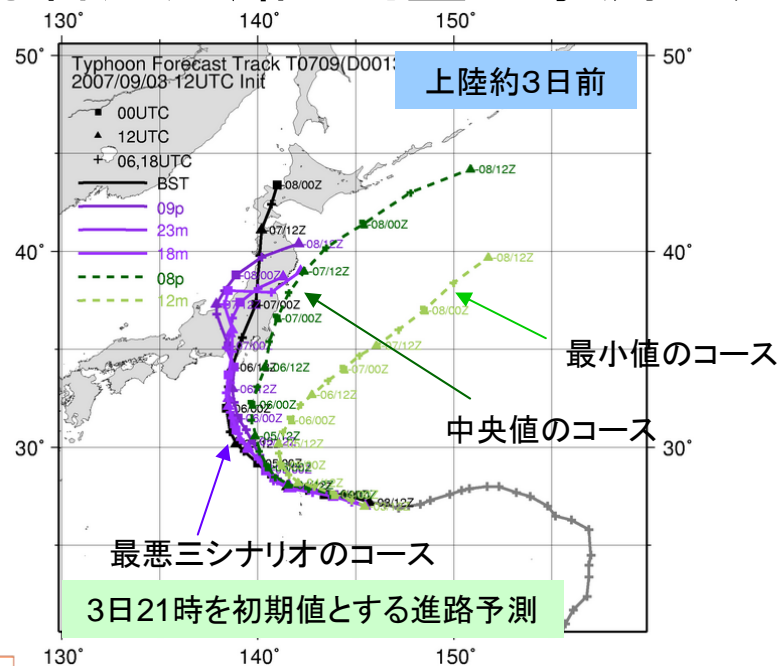 130° 140° 150°
50° 50°
Typhoon Forecast Track T0709(D001
2007/09/03 12UTC Init
上陸約3日前
00UTC
12UTC
06,18UTC
BST
09p
23m
18m
08p
12m
08/00Z
08/12Z
07/12Z
08/00Z
40° 40°
08/12Z
08/12Z
07/12Z
08/00Z
07/00Z
08/00Z
07/00Z
07/12Z
最小値のコース
07/00Z
06/12Z
06/12Z
06/00Z
06/00Z
中央値のコース
30° 30°
05/12Z
03/12Z
最悪三シナリオのコース
3日21時を初期値とする進路予測
130° 140° 150°